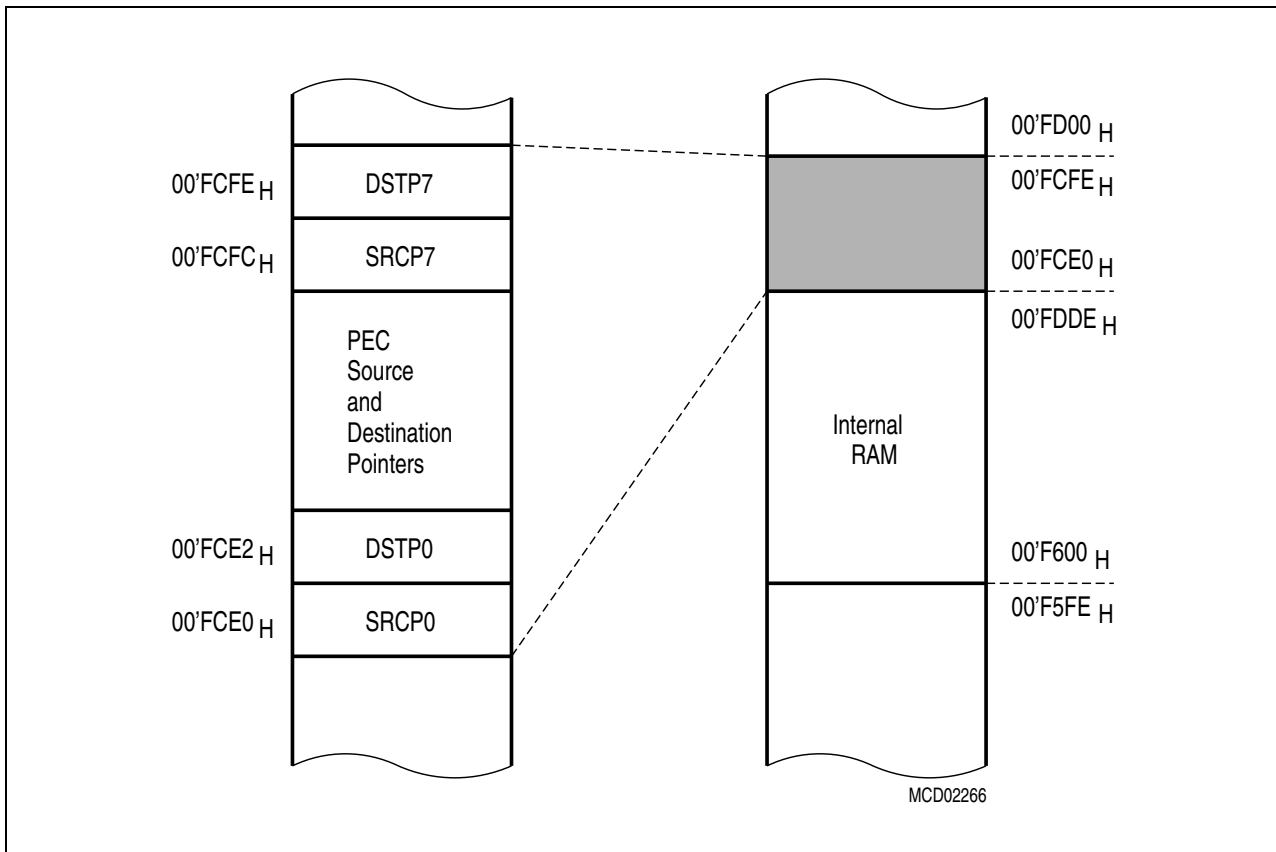 00'FD00 H
00'FCFE H
DSTP7
00'FCFE H
00'FCFC H
SRCP7
00'FCE0 H
00'FDDE H
PEC
Source
and
Destination
Pointers
Internal
RAM
00'FCE2 H
DSTP0
00'F600 H
00'FCE0 H
SRCP0
00'F5FE H
MCD02266